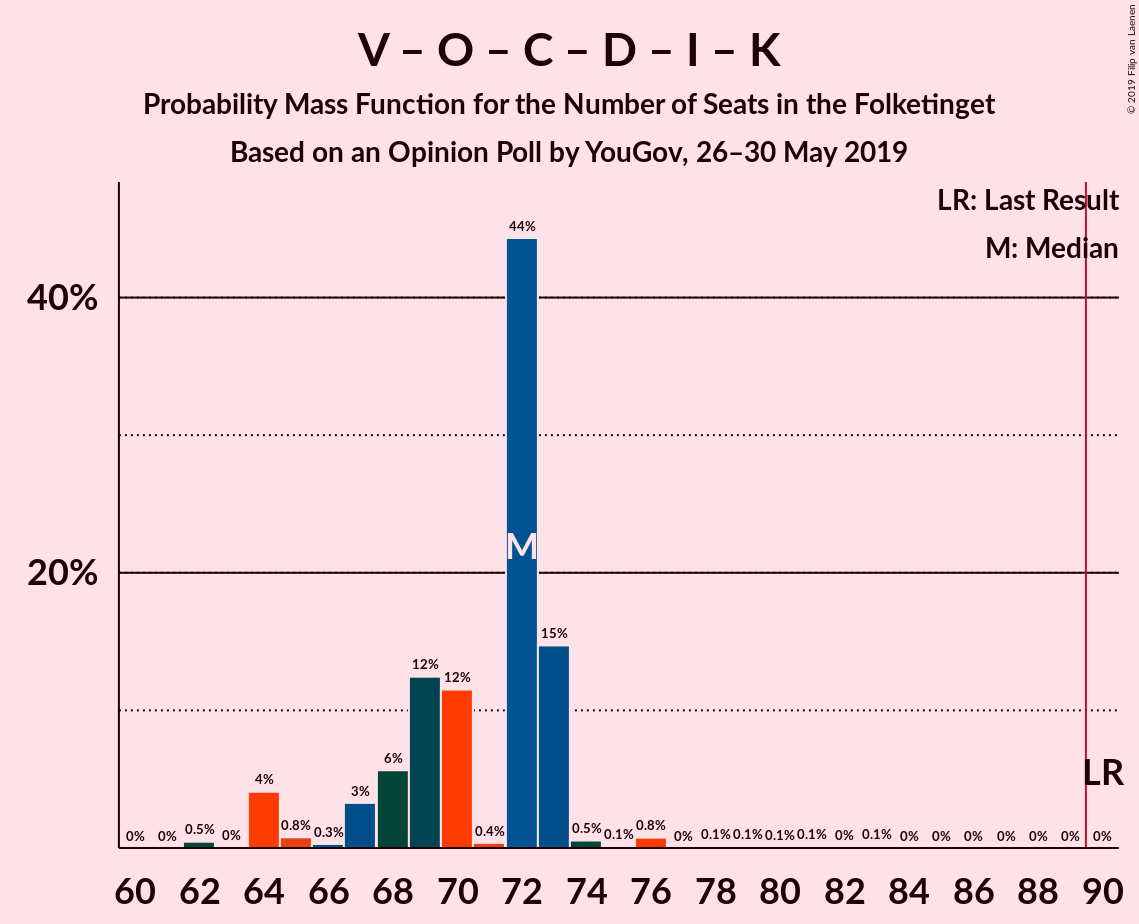 V – O – C – D – I – K
Probability Mass Function for the Number of Seats in the Folketinget
Based on an Opinion Poll by YouGov, 26–30 May 2019
© 2019 Filip van Laenen
LR: Last Result
M: Median
40%
20%
44%
M
15%
12%
12%
6%
4%
3%
LR
0% 0% 0.5% 0% 0.8% 0.3% 0.4% 0.5% 0.1% 0.8% 0% 0.1% 0.1% 0.1% 0.1% 0% 0.1% 0% 0% 0% 0% 0% 0% 0%
60 62 64 66 68 70 72 74 76 78 80 82 84 86 88 90